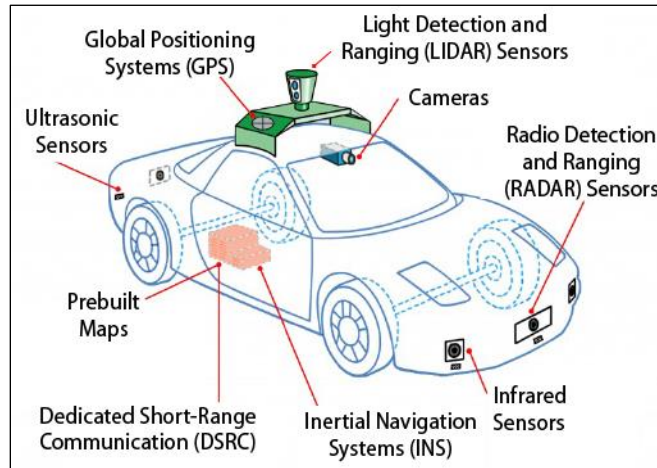 Light Detection and
Ranging (LIDAR) Sensors
Global Positioning
Systems (GPS)
Cameras
Ultrasonic
Sensors
Radio Detection
and Ranging
(RADAR) Sensors
Prebuilt
Maps
Infrared
Sensors
Dedicated Short-Range
Communication (DSRC)
Inertial Navigation
Systems (INS)